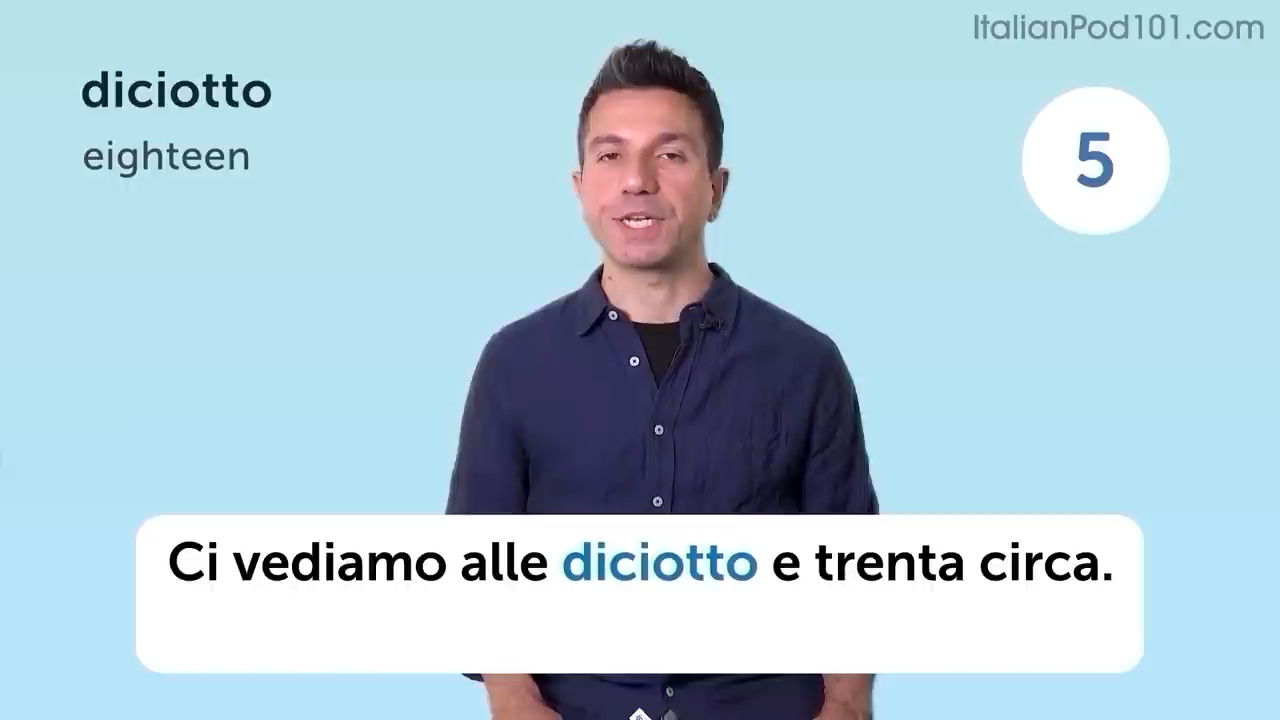 ItalianPod101.com
diciotto
eighteen
5
Ci vediamo alle diciotto e trenta circa.